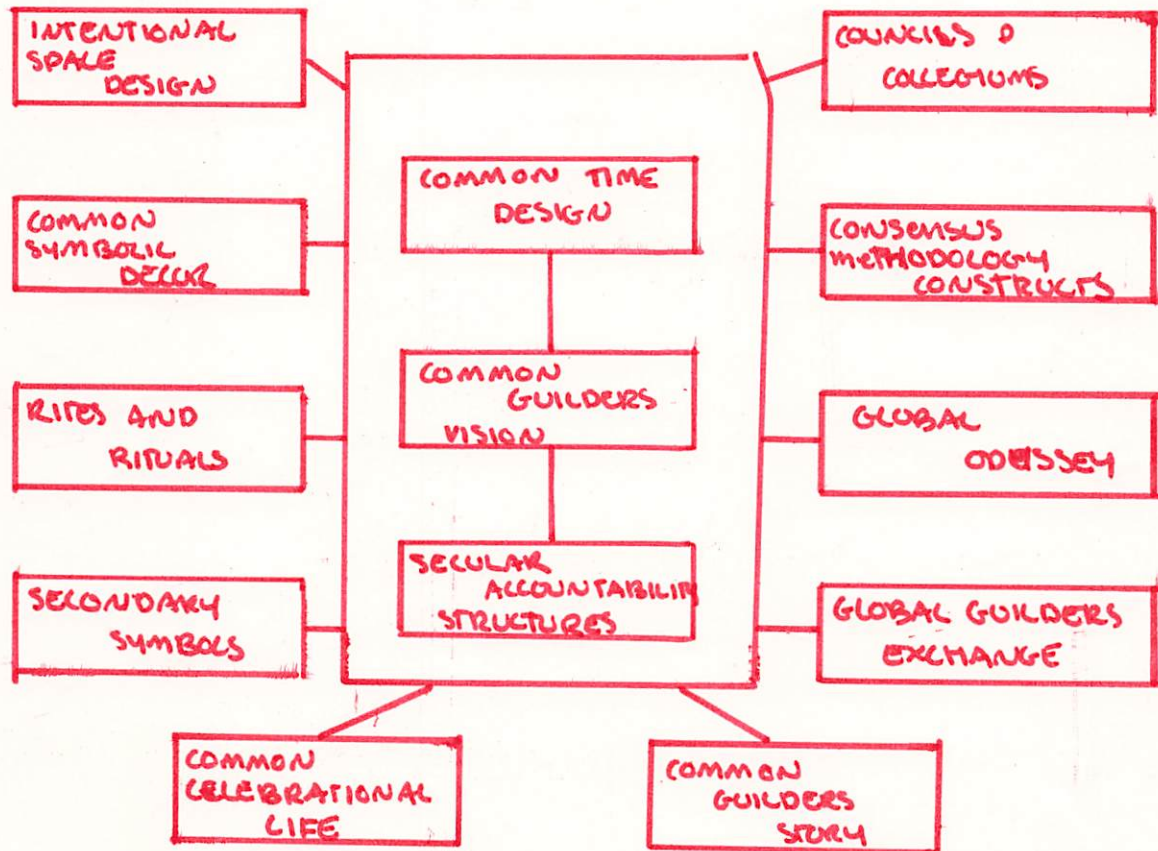 INTENTIONAL
SPACE
DESIGN
COMMON
SYMBOLIC
DECOR
RITES AND
RITUALS
SECONDARY
SYMBOLS
COMMON TIME
DESIGN
COMMON
GUILDERS
VISION
SECULAR
ACCOUNTABILITY
STRUCTURES
COUNCILS &
COLLEGIUMS
CONSENSUS
METHODOLOGY
CONSTRUCTS
GLOBAL
ODYSSEY
GLOBAL GUILDERS
EXCHANGE
COMMON
CELEBRATIONAL
LIFE
COMMON
GUILDERS
STORY